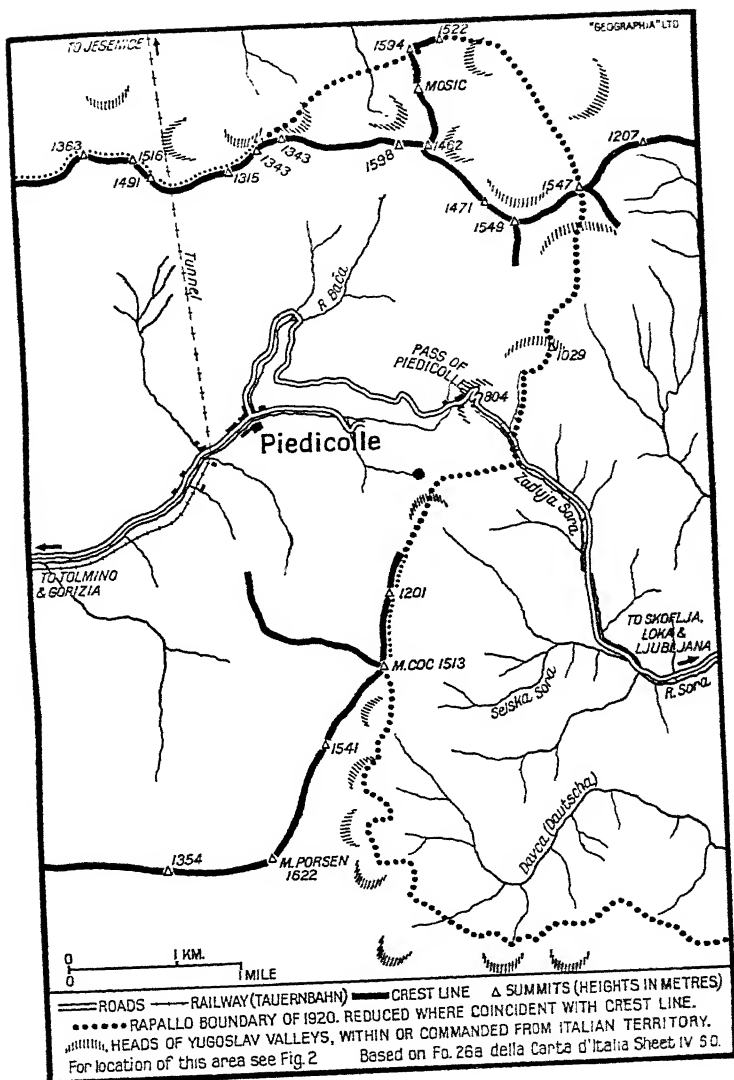 "GEOGRAPHIA" LTD
TO JESENICE
1522
1594
MOSIC
1363
1516
1491
1343
1343
1315
1598
1462
1207
1547
1471
1549
Tunnel
R. Bača
PASS OF
PIEDICOLLE
1029
804
Piedicolle
Zadnja Sora
TO TOLMINO
& GORIZIA
1201
TO SKOFLJA,
LOKA &
LJUBLJANA
M. COC 1513
Selska Sora
R. Sora
1541
Davca (Dautscha)
1354
M. PORSEN
1622
0 1 KM.
0 1 MILE
ROADS RAILWAY (TAUERNBAHN) CREST LINE SUMMITS (HEIGHTS IN METRES)
RAPALLO BOUNDARY OF 1920. REDUCED WHERE COINCIDENT WITH CREST LINE.
HEADS OF YUGOSLAV VALLEYS, WITHIN OR COMMANDED FROM ITALIAN TERRITORY.
For location of this area see Fig. 2 Based on Fo. 26a della Carta d'Italia Sheet IV S O.